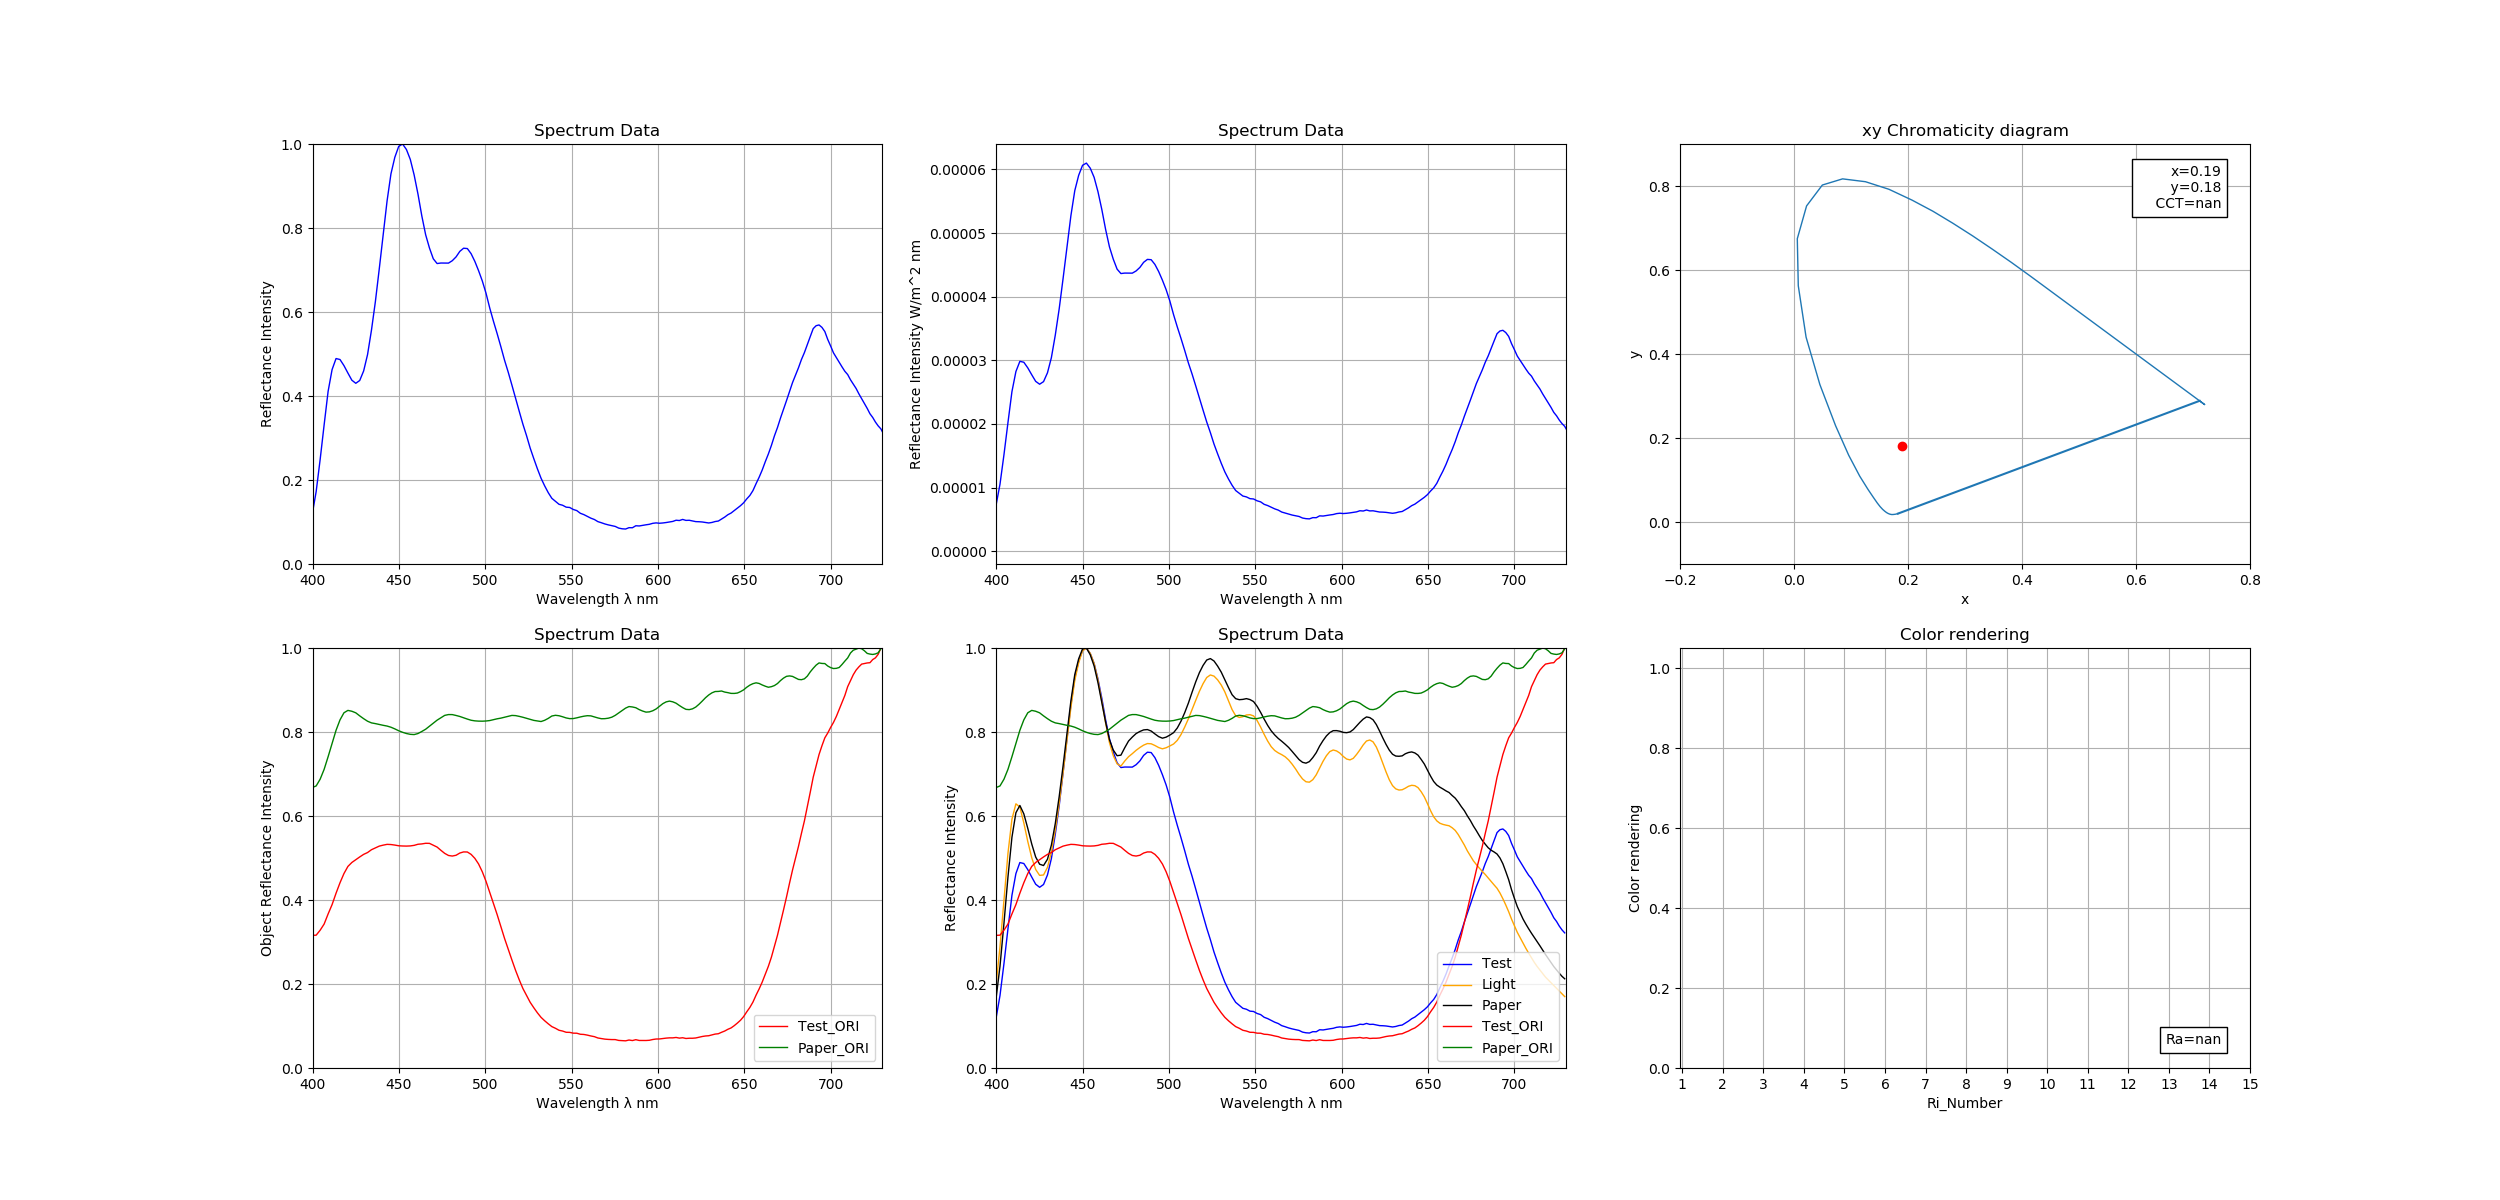 Spectrum Data
1.0
0.8
0.6
0.4
0.2
0.0
Reflectance Intensity
400 450 500 550 600 650 700
Wavelength λ nm
Spectrum Data
0.00006
0.00005
0.00004
0.00003
0.00002
0.00001
0.00000
Reflectance Intensity W/m^2 nm
400 450 500 550 600 650 700
Wavelength λ nm
xy Chromaticity diagram
x=0.19
y=0.18
CCT=nan
0.8
0.6
0.4
0.2
0.0
y
−0.2 0.0 0.2 0.4 0.6 0.8
x
Spectrum Data
1.0
0.8
0.6
0.4
0.2
0.0
Object Reflectance Intensity
Test_ORI
Paper_ORI
400 450 500 550 600 650 700
Wavelength λ nm
Spectrum Data
1.0
0.8
0.6
0.4
0.2
0.0
Reflectance Intensity
Test
Light
Paper
Test_ORI
Paper_ORI
400 450 500 550 600 650 700
Wavelength λ nm
Color rendering
1.0
0.8
0.6
0.4
0.2
0.0
Color rendering
Ra=nan
1 2 3 4 5 6 7 8 9 10 11 12 13 14 15
Ri_Number